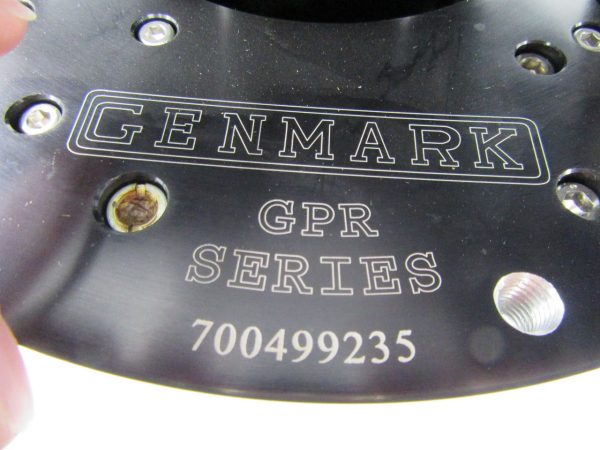 GENMARK
GPR
SERIES
700499235